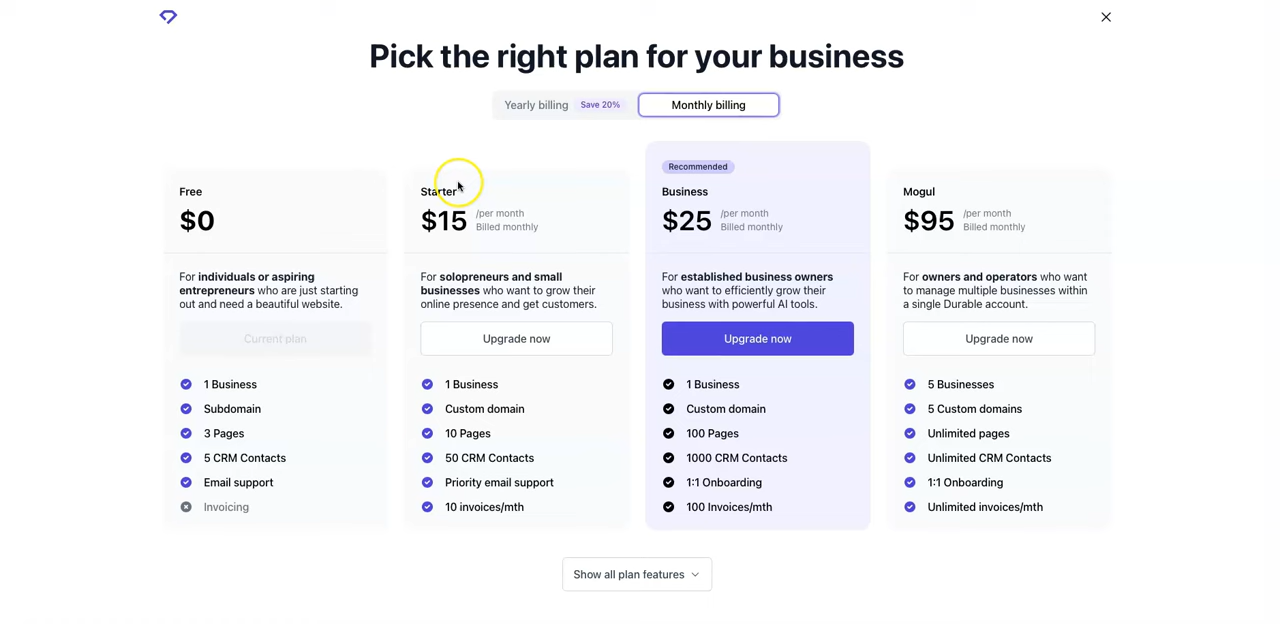 Pick the right plan for your business
Yearly billing Save 20% Monthly billing
Free
$0
For individuals or aspiring
entrepreneurs who are just starting
out and need a beautiful website.
Current plan
1 Business
Subdomain
3 Pages
5 CRM Contacts
Email support
Invoicing
Starter
$15 /per month
Billed monthly
For solopreneurs and small
businesses who want to grow their
online presence and get customers.
Upgrade now
1 Business
Custom domain
10 Pages
50 CRM Contacts
Priority email support
10 invoices/mth
Recommended
Business
$25 /per month
Billed monthly
For established business owners
who want to efficiently grow their
business with powerful AI tools.
Upgrade now
1 Business
Custom domain
100 Pages
1000 CRM Contacts
1:1 Onboarding
100 Invoices/mth
Mogul
$95 /per month
Billed monthly
For owners and operators who want
to manage multiple businesses within
a single Durable account.
Upgrade now
5 Businesses
5 Custom domains
Unlimited pages
Unlimited CRM Contacts
1:1 Onboarding
Unlimited invoices/mth
Show all plan features